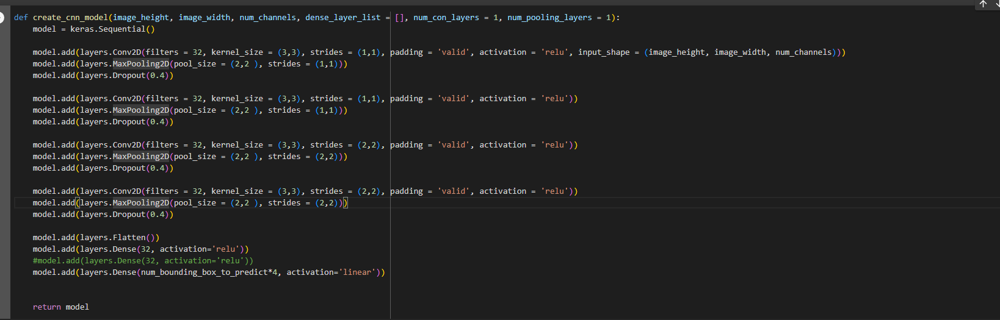 def create_cnn_model(image_height, image_width, num_channels, dense_layer_list = [], num_con_layers = 1, num_pooling_layers = 1):
    model = keras.Sequential()
    model.add(layers.Conv2D(filters = 32, kernel_size = (3,3), strides = (1,1), padding = 'valid', activation = 'relu', input_shape = (image_height, image_width, num_channels)))
    model.add(layers.MaxPooling2D(pool_size = (2,2 ), strides = (1,1)))
    model.add(layers.Dropout(0.4))
    model.add(layers.Conv2D(filters = 32, kernel_size = (3,3), strides = (1,1), padding = 'valid', activation = 'relu'))
    model.add(layers.MaxPooling2D(pool_size = (2,2 ), strides = (1,1)))
    model.add(layers.Dropout(0.4))
    model.add(layers.Conv2D(filters = 32, kernel_size = (3,3), strides = (2,2), padding = 'valid', activation = 'relu'))
    model.add(layers.MaxPooling2D(pool_size = (2,2 ), strides = (2,2)))
    model.add(layers.Dropout(0.4))
    model.add(layers.Conv2D(filters = 32, kernel_size = (3,3), strides = (2,2), padding = 'valid', activation = 'relu'))
    model.add(layers.MaxPooling2D(pool_size = (2,2 ), strides = (2,2)))
    model.add(layers.Dropout(0.4))
    model.add(layers.Flatten())
    model.add(layers.Dense(32, activation='relu'))
    #model.add(layers.Dense(32, activation='relu'))
    model.add(layers.Dense(num_bounding_box_to_predict*4, activation='linear'))
    return model